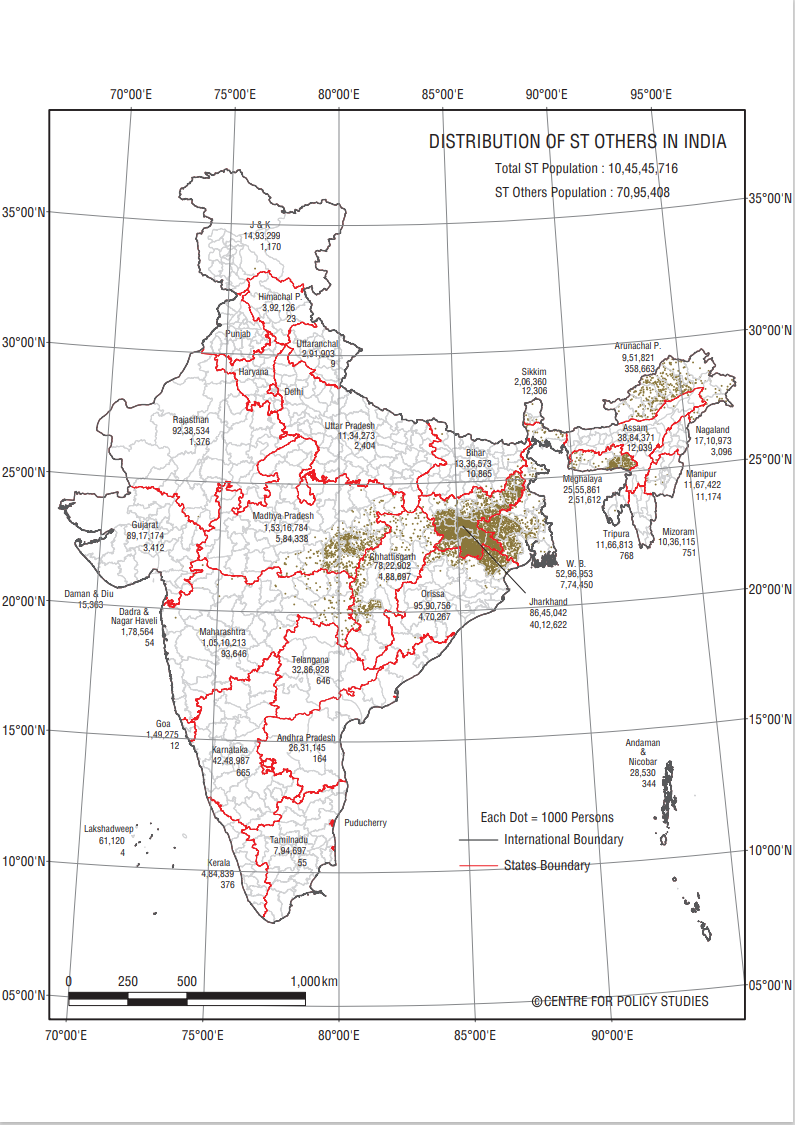 70°00'E 75°00'E 80°00'E 85°00'E 90°00'E 95°00'E
DISTRIBUTION OF ST OTHERS IN INDIA
Total ST Population : 10,45,45,716
ST Others Population : 70,95,408
35°00'N
35°00'N
J & K
14,93,299
1,170
Himachal P.
3,92,126
23
30°00'N
30°00'N
Punjab
Uttaranchal
2,91,903
9
Haryana
Delhi
Arunachal P.
9,51,821
358,663
Sikkim
2,06,360
12,306
Rajasthan
92,38,534
1,376
Uttar Pradesh
11,34,273
2,404
Bihar
13,36,573
10,865
Assam
38,84,371
12,039
Nagaland
17,10,973
3,096
25°00'N
25°00'N
Meghalaya
25,55,861
2,51,612
Manipur
11,67,422
11,174
Gujarat
89,17,174
3,412
Madhya Pradesh
1,53,16,784
5,84,338
Chhattisgarh
78,22,902
4,88,697
Tripura
11,66,813
768
Mizoram
10,36,115
751
W. B.
52,96,953
7,74,450
20°00'N
20°00'N
Daman & Diu
15,363
Dadra &
Nagar Haveli
1,78,564
54
Orissa
95,90,756
4,70,267
Jharkhand
86,45,042
40,12,622
Maharashtra
1,05,10,213
93,646
Telangana
32,86,928
646
15°00'N
15°00'N
Goa
1,49,275
12
Karnataka
42,48,987
665
Andhra Pradesh
26,31,145
164
Andaman
&
Nicobar
28,530
344
Puducherry
Each Dot = 1000 Persons
International Boundary
States Boundary
Lakshadweep
61,120
4
Tamilnadu
7,94,697
55
10°00'N
10°00'N
Kerala
4,84,839
376
0 250 500 1,000 km
05°00'N
05°00'N
©CENTRE FOR POLICY STUDIES
70°00'E 75°00'E 80°00'E 85°00'E 90°00'E